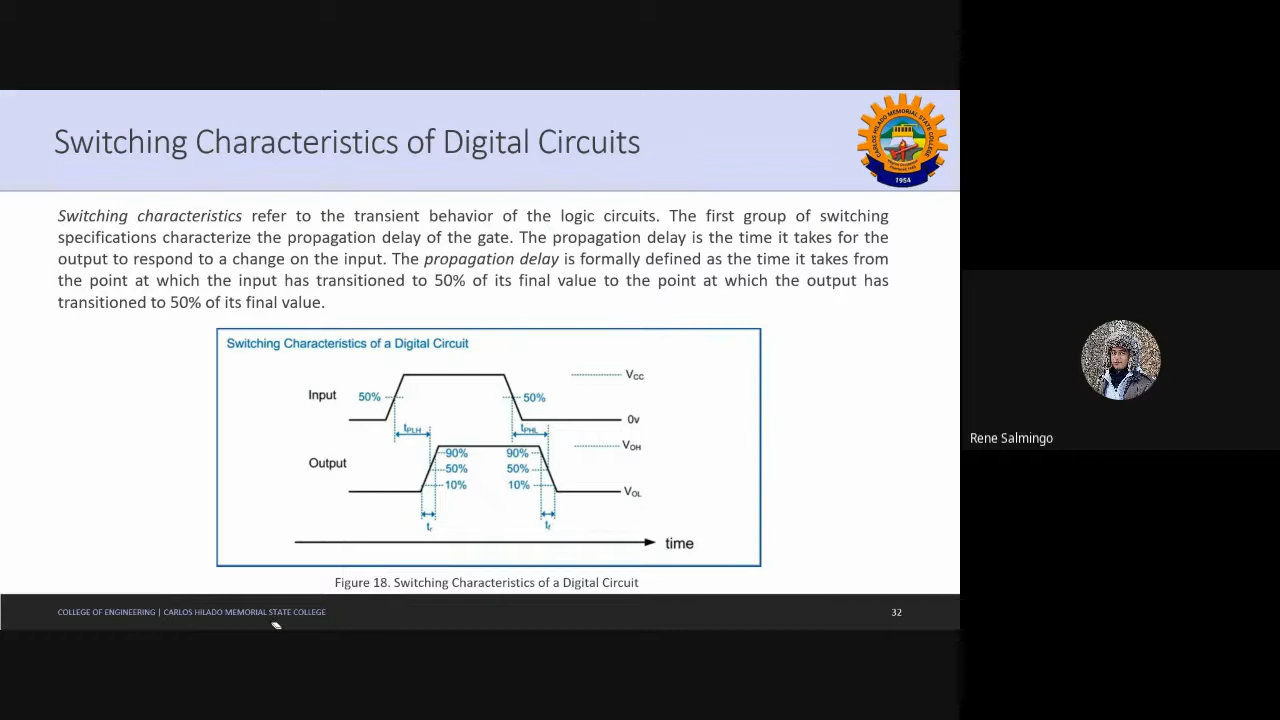 Switching Characteristics of Digital Circuits
CARLOS HILADO MEMORIAL STATE COLLEGE
1954
Switching characteristics refer to the transient behavior of the logic circuits. The first group of switching
specifications characterize the propagation delay of the gate. The propagation delay is the time it takes for the
output to respond to a change on the input. The propagation delay is formally defined as the time it takes from
the point at which the input has transitioned to 50% of its final value to the point at which the output has
transitioned to 50% of its final value.
Switching Characteristics of a Digital Circuit
VCC
Input 50% 50%
0v
tPLH tPHL
VOH
90% 90%
Output 50% 50%
10% 10%
VOL
tr tf
time
Figure 18. Switching Characteristics of a Digital Circuit
COLLEGE OF ENGINEERING | CARLOS HILADO MEMORIAL STATE COLLEGE 32
Rene Salmingo